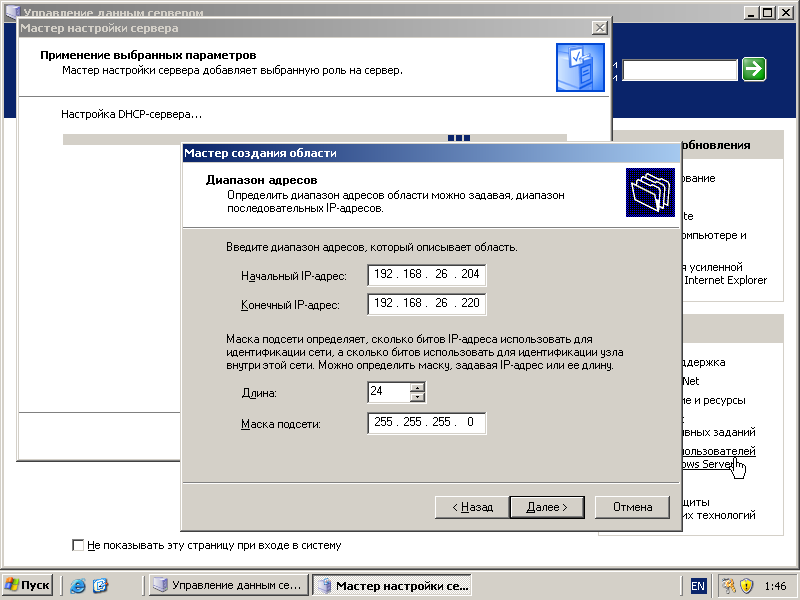 Управление данным сервером
Мастер настройки сервера
Применение выбранных параметров
Мастер настройки сервера добавляет выбранную роль на сервер.
Настройка DHCP-сервера...
Мастер создания области
Диапазон адресов
Определить диапазон адресов области можно задавая, диапазон
последовательных IP-адресов.
Введите диапазон адресов, который описывает область.
Начальный IP-адрес: 192 . 168 . 26 . 204
Конечный IP-адрес: 192 . 168 . 26 . 220
Маска подсети определяет, сколько битов IP-адреса использовать для
идентификации сети, а сколько битов использовать для идентификации узла
внутри этой сети. Можно определить маску, задавая IP-адрес или ее длину.
Длина: 24
Маска подсети: 255 . 255 . 255 . 0
< Назад Далее > Отмена
обновления
ование
te
омпьютере и
я усиленной
Internet Explorer
ддержка
Net
ие и ресурсы
вных заданий
пользователей
ows Server
щиты
их технологий
Не показывать эту страницу при входе в систему
Пуск
Управление данным се...
Мастер настройки се...
EN
1:46